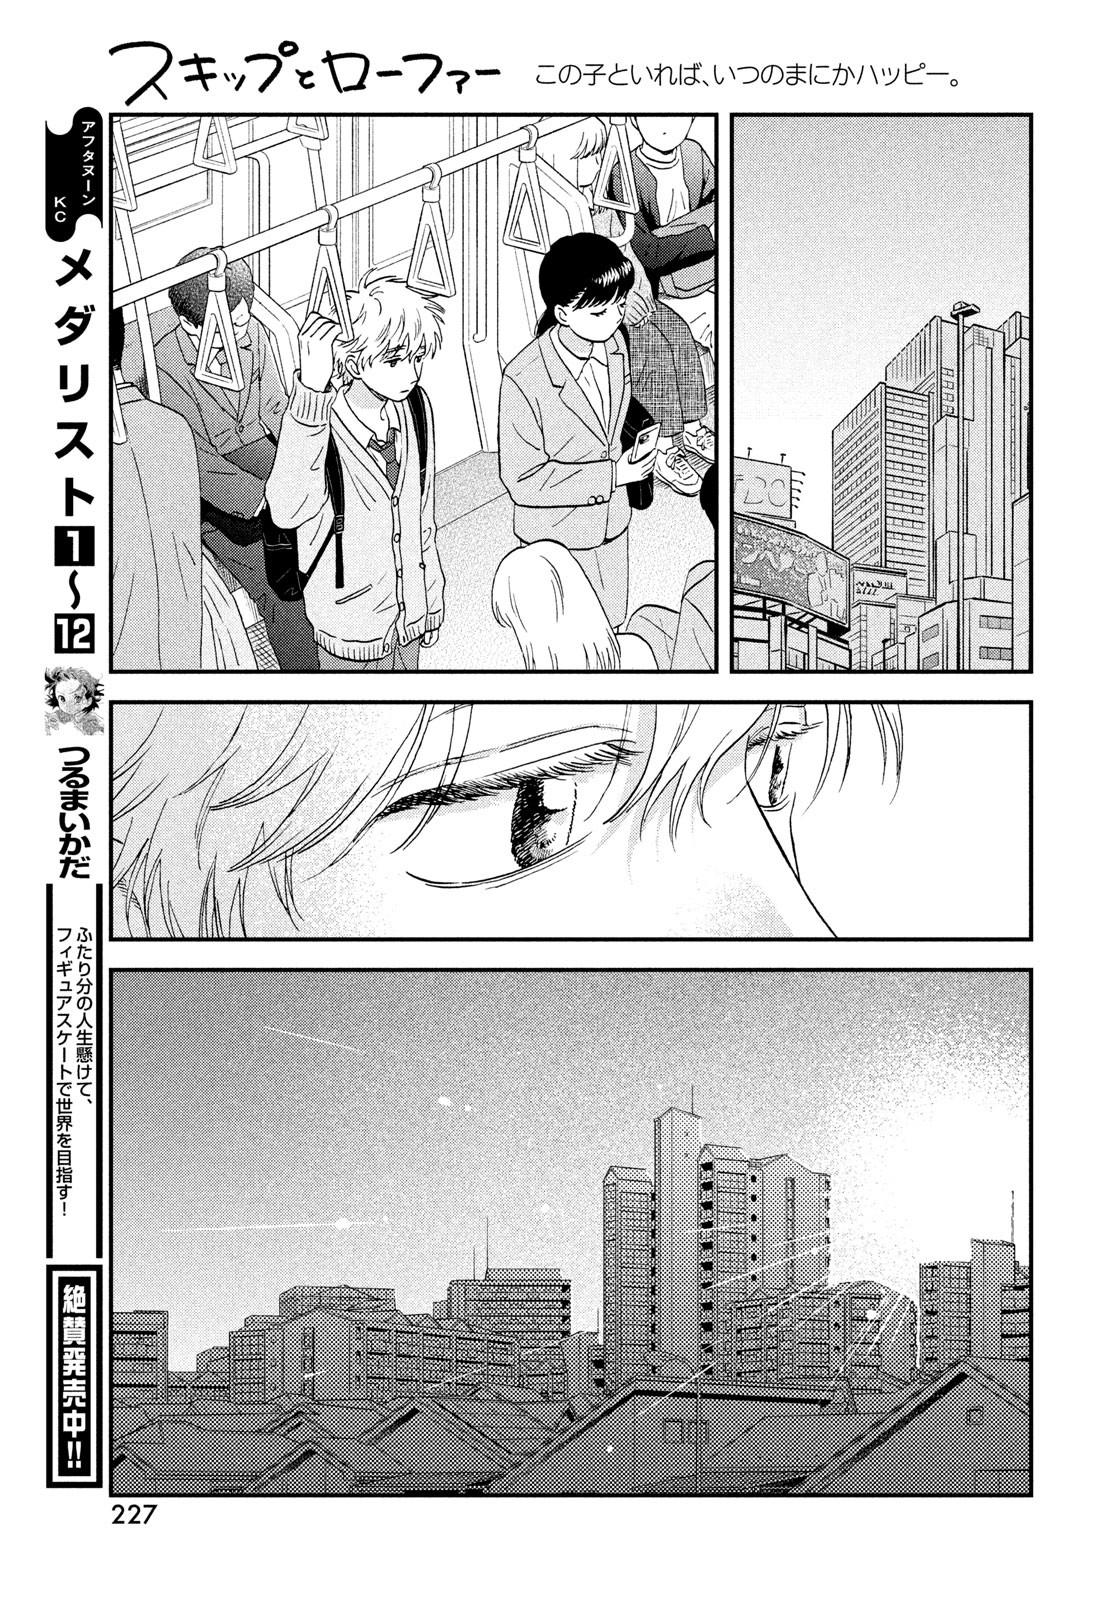 スキップとローファー
この子といれば、いつのまにかハッピー。
アフタヌーン
KC
メダリスト1〜12
つるまいかだ
ふたり分の人生懸けて、
フィギュアスケートで世界を目指す！
絶賛発売中!!
227